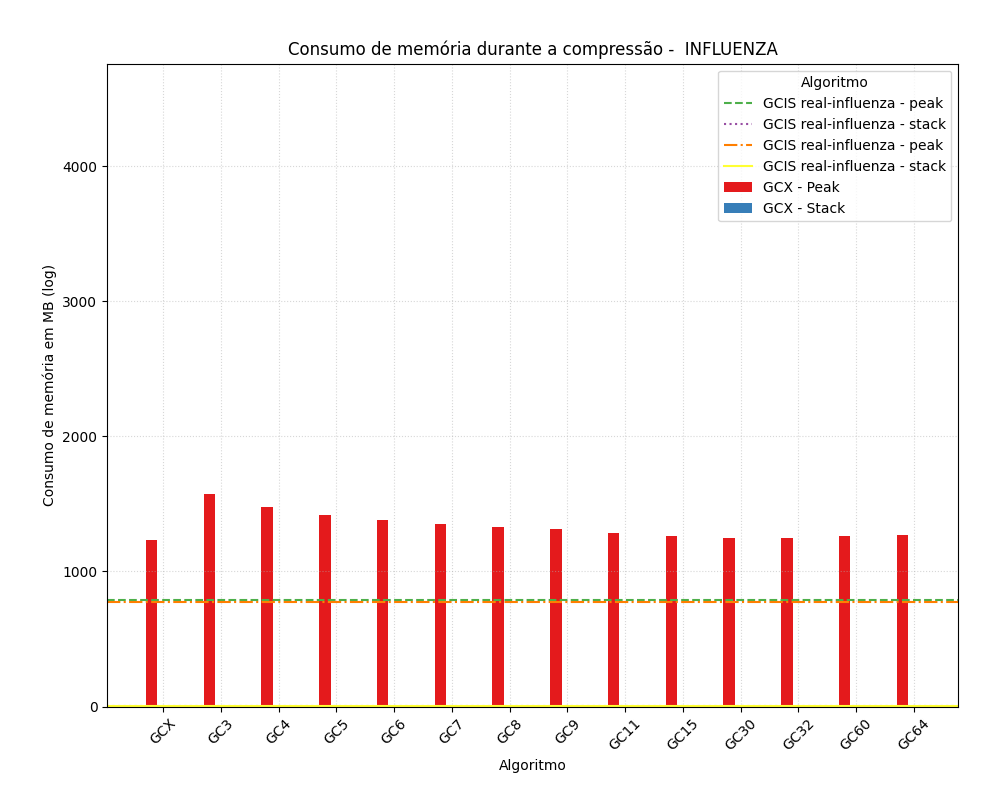 Consumo de memória durante a compressão -  INFLUENZA
Algoritmo
GCIS real-influenza - peak
GCIS real-influenza - stack
GCIS real-influenza - peak
GCIS real-influenza - stack
GCX - Peak
GCX - Stack
Consumo de memória em MB (log)
4000
3000
2000
1000
0
GCX
GC3
GC4
GC5
GC6
GC7
GC8
GC9
GC11
GC15
GC30
GC32
GC60
GC64
Algoritmo